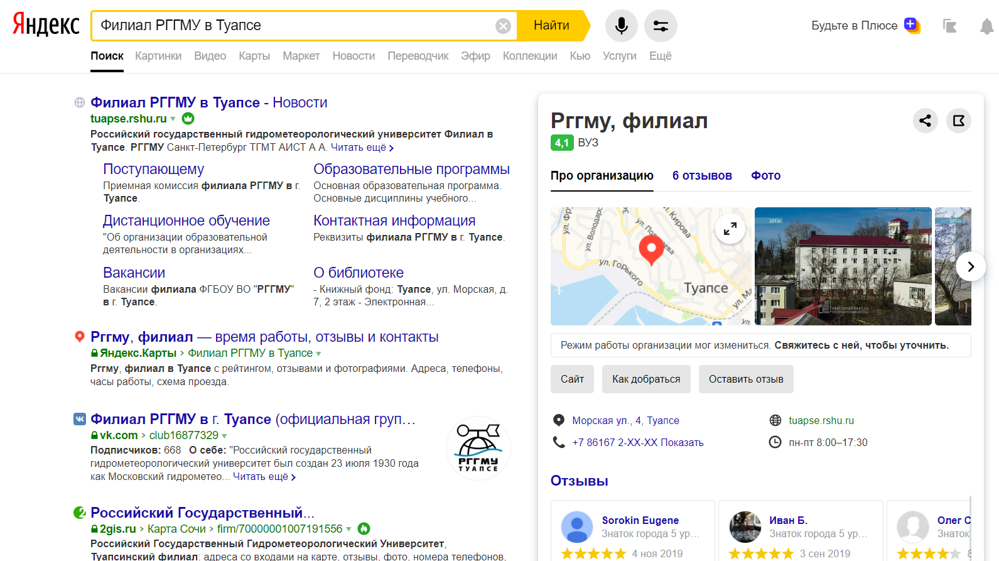 Яндекс
Филиал РГГМУ в Туапсе
Найти
Будьте в Плюсе
Поиск Картинки Видео Карты Маркет Новости Переводчик Эфир Коллекции Кью Услуги Ещё
Филиал РГГМУ в Туапсе - Новости
tuapse.rshu.ru
Российский государственный гидрометеорологический университет Филиал в
Туапсе. РГГМУ Санкт-Петербург ТГМТ АИСТ А А. Читать ещё
Поступающему
Приемная комиссия филиала РГГМУ в г.
Туапсе.
Образовательные программы
Основная образовательная программа.
Основные дисциплины учебного...
Дистанционное обучение
"Об организации образовательной
деятельности в организациях...
Контактная информация
Реквизиты филиала РГГМУ в г. Туапсе.
Вакансии
Вакансии филиала ФГБОУ ВО "РГГМУ"
в г. Туапсе.
О библиотеке
- Книжный фонд: Туапсе, ул. Морская, д.
7, 2 этаж - Электронная...
Рггму, филиал — время работы, отзывы и контакты
Яндекс.Карты › Филиал РГГМУ в Туапсе
Рггму, филиал в Туапсе с рейтингом, отзывами и фотографиями. Адреса, телефоны,
часы работы, схема проезда.
Филиал РГГМУ в г. Туапсе (официальная груп...
vk.com › club16877329
Подписчиков: 668 О себе: "Российский государственный
гидрометеорологический университет был создан 23 июля 1930 года
как Московский гидрометео... Читать ещё
РГГМУ
ТУАПСЕ
Российский Государственный...
2gis.ru › Карта Сочи › firm/70000001007191556
Российский Государственный Гидрометеорологический Университет,
Туапсинский филиал: адреса со входами на карте, отзывы, фото, номера телефонов,
Рггму, филиал
4,1 ВУЗ
Про организацию 6 отзывов Фото
ул. Фр
ул. Володарс
ул. Кирова
ул. Горького
Туапсе
ул. Ма
ул.
2013г.
VseDomaRossii.ru
2013г.
Режим работы организации мог измениться. Свяжитесь с ней, чтобы уточнить.
Сайт
Как добраться
Оставить отзыв
Морская ул., 4, Туапсе
tuapse.rshu.ru
+7 86167 2-XX-XX Показать
пн-пт 8:00–17:30
Отзывы
Sorokin Eugene
Знаток города 5 ур...
4 ноя 2019
Иван Б.
Знаток города 5 ур...
3 сен 2019
Олег С
Знаток
8